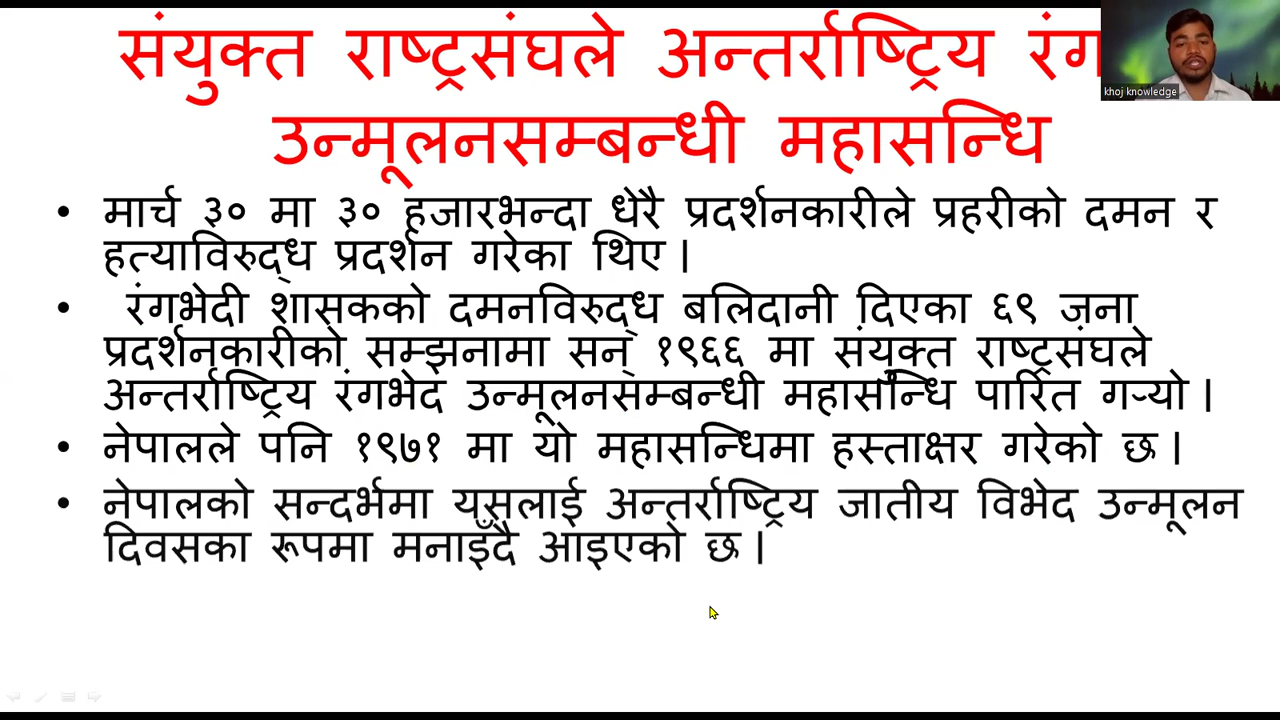 संयुक्त राष्ट्रसंघले अन्तर्राष्ट्रिय रंग
उन्मूलनसम्बन्धी महासन्धि
khoj knowledge
• मार्च ३० मा ३० हजारभन्दा धेरै प्रदर्शनकारीले प्रहरीको दमन र
हत्याविरुद्ध प्रदर्शन गरेका थिए ।
• रंगभेदी शासकको दमनविरुद्ध बलिदानी दिएका ६९ जना
प्रदर्शनकारीको सम्झनामा सन् १९६६ मा संयुक्त राष्ट्रसंघले
अन्तर्राष्ट्रिय रंगभेद उन्मूलनसम्बन्धी महासन्धि पारित गऱ्यो ।
• नेपालले पनि १९७१ मा यो महासन्धिमा हस्ताक्षर गरेको छ ।
• नेपालको सन्दर्भमा यसलाई अन्तर्राष्ट्रिय जातीय विभेद उन्मूलन
दिवसका रूपमा मनाइँदै आइएको छ ।